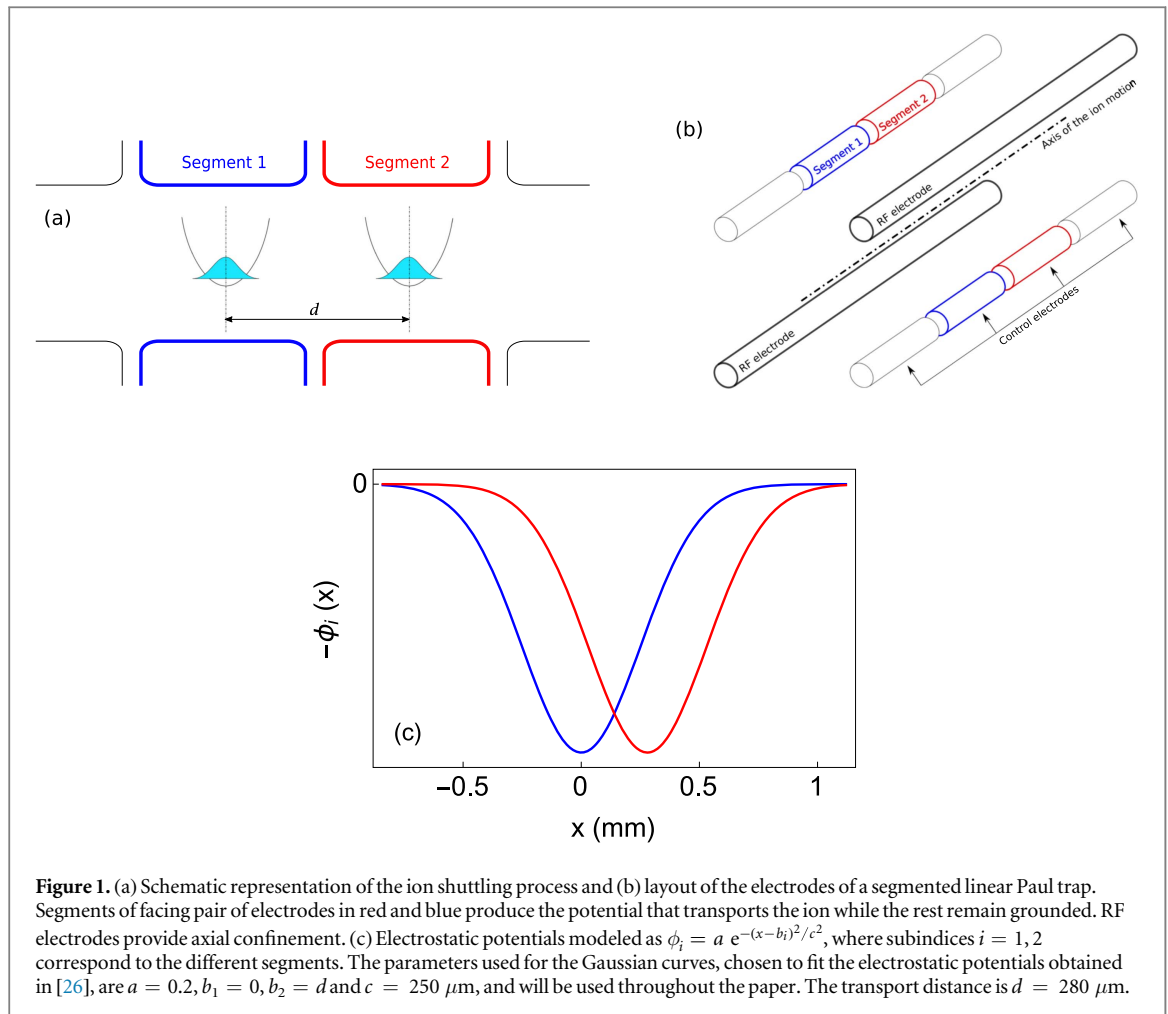 Segment 1
Segment 2
(a)
d
(b)
Segment 1
Segment 2
RF electrode
Axis of the ion motion
RF electrode
Control electrodes
0
−ϕᵢ (x)
(c)
−0.5
0
0.5
1
x (mm)
Figure 1. (a) Schematic representation of the ion shuttling process and (b) layout of the electrodes of a segmented linear Paul trap.
Segments of facing pair of electrodes in red and blue produce the potential that transports the ion while the rest remain grounded. RF
electrodes provide axial confinement. (c) Electrostatic potentials modeled as ϕᵢ = a e^{−(x−bᵢ)²/c²}, where subindices i = 1, 2
correspond to the different segments. The parameters used for the Gaussian curves, chosen to fit the electrostatic potentials obtained
in [26], are a = 0.2, b₁ = 0, b₂ = d and c = 250 μm, and will be used throughout the paper. The transport distance is d = 280 μm.